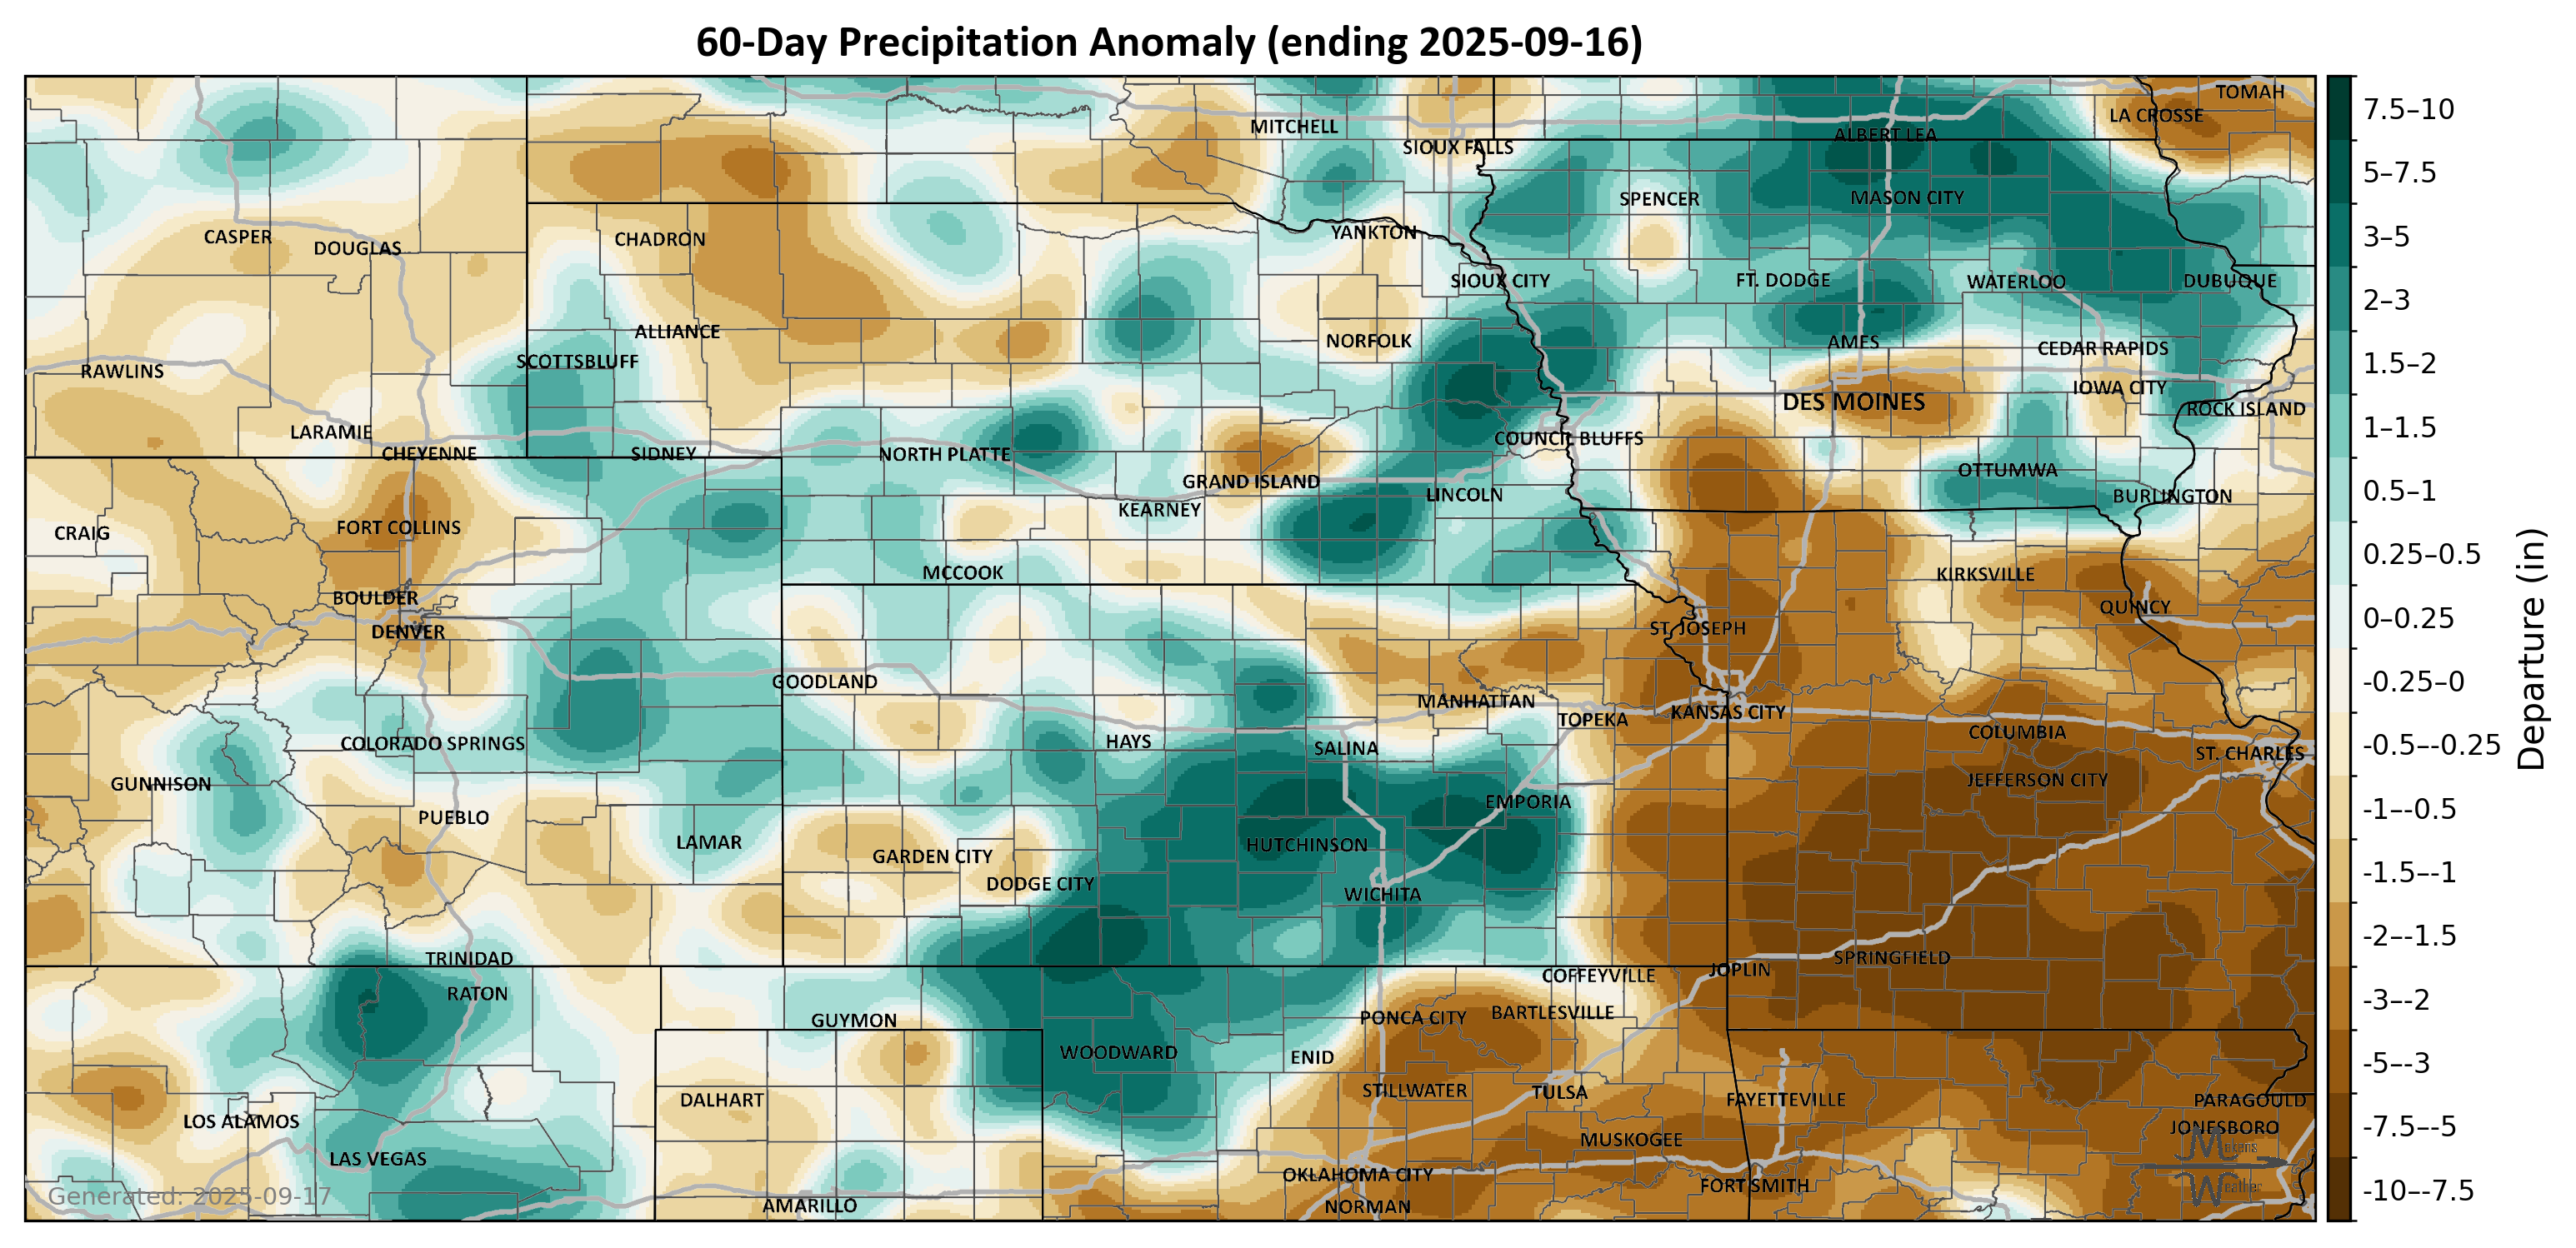 60-Day Precipitation Anomaly (ending 2025-09-16)
TOMAH
LA CROSSE
MITCHELL
ALBERT LEA
SIOUX FALLS
SPENCER
MASON CITY
YANKTON
CASPER
CHADRON
DOUGLAS
SIOUX CITY
FT. DODGE
WATERLOO
DUBUQUE
ALLIANCE
NORFOLK
AMES
CEDAR RAPIDS
SCOTTSBLUFF
RAWLINS
IOWA CITY
DES MOINES
ROCK ISLAND
LARAMIE
COUNCIL BLUFFS
CHEYENNE
SIDNEY
NORTH PLATTE
OTTUMWA
GRAND ISLAND
LINCOLN
BURLINGTON
KEARNEY
CRAIG
FORT COLLINS
MCCOOK
KIRKSVILLE
BOULDER
QUINCY
DENVER
ST. JOSEPH
GOODLAND
MANHATTAN
KANSAS CITY
TOPEKA
COLUMBIA
COLORADO SPRINGS
HAYS
SALINA
ST. CHARLES
GUNNISON
JEFFERSON CITY
EMPORIA
PUEBLO
LAMAR
HUTCHINSON
GARDEN CITY
DODGE CITY
WICHITA
TRINIDAD
SPRINGFIELD
JOPLIN
COFFEYVILLE
RATON
BARTLESVILLE
GUYMON
PONCA CITY
WOODWARD
ENID
STILLWATER
TULSA
DALHART
FAYETTEVILLE
PARAGOULD
LOS ALAMOS
JONESBORO
MUSKOGEE
LAS VEGAS
OKLAHOMA CITY
FORT SMITH
AMARILLO
NORMAN
Makens
Weather
Generated: 2025-09-17
7.5–10
5–7.5
3–5
2–3
1.5–2
1–1.5
0.5–1
0.25–0.5
0–0.25
-0.25–0
-0.5–-0.25
-1–-0.5
-1.5–-1
-2–-1.5
-3–-2
-5–-3
-7.5–-5
-10–-7.5
Departure (in)